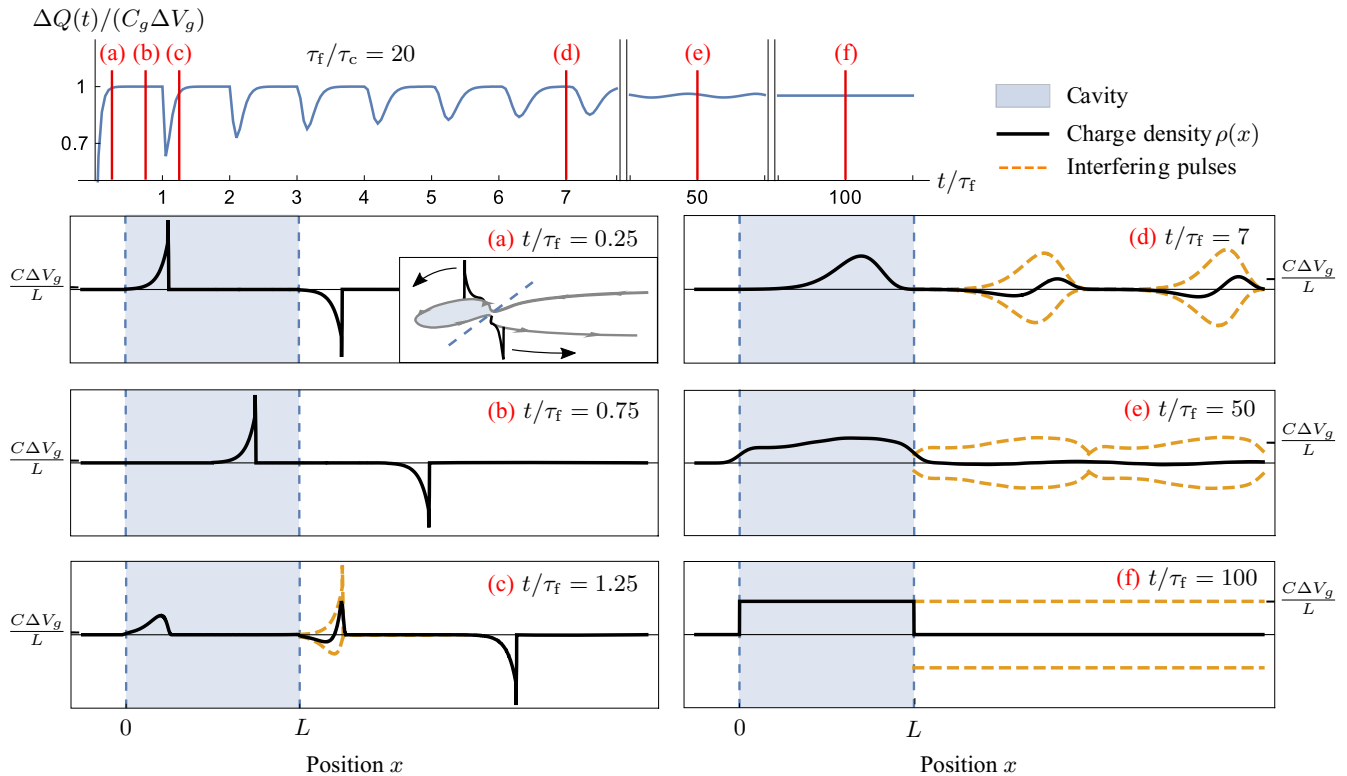 ΔQ(t)/(C_gΔV_g)
(a) (b) (c) τ_f/τ_c = 20 (d) (e) (f)
1
0.7
1 2 3 4 5 6 7 50 100 t/τ_f
Cavity
Charge density ρ(x)
Interfering pulses
(a) t/τ_f = 0.25
CΔV_g/L
(b) t/τ_f = 0.75
CΔV_g/L
(c) t/τ_f = 1.25
CΔV_g/L
0 L
Position x
(d) t/τ_f = 7
CΔV_g/L
(e) t/τ_f = 50
CΔV_g/L
(f) t/τ_f = 100
CΔV_g/L
0 L
Position x